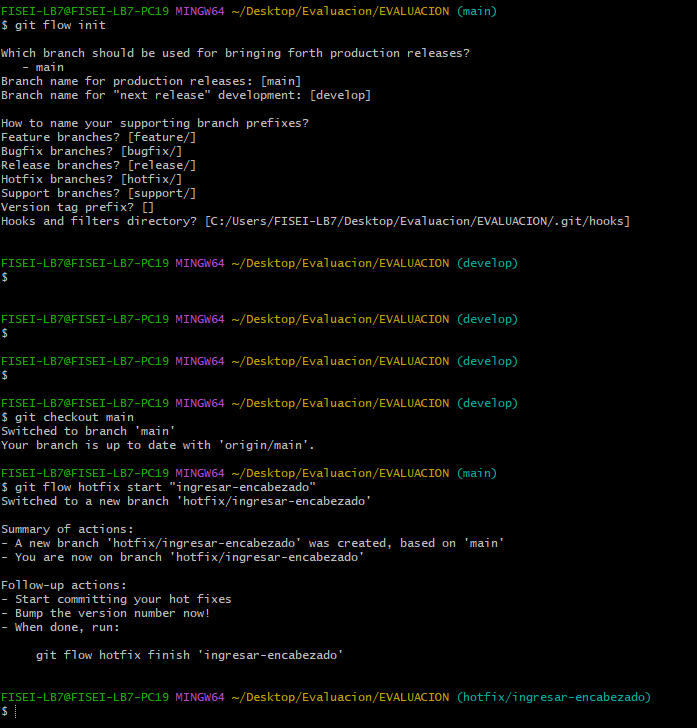 FISEI-LB7@FISEI-LB7-PC19 MINGW64 ~/Desktop/Evaluacion/EVALUACION (main)
$ git flow init
Which branch should be used for bringing forth production releases?
   - main
Branch name for production releases: [main]
Branch name for "next release" development: [develop]
How to name your supporting branch prefixes?
Feature branches? [feature/]
Bugfix branches? [bugfix/]
Release branches? [release/]
Hotfix branches? [hotfix/]
Support branches? [support/]
Version tag prefix? []
Hooks and filters directory? [C:/Users/FISEI-LB7/Desktop/Evaluacion/EVALUACION/.git/hooks]
FISEI-LB7@FISEI-LB7-PC19 MINGW64 ~/Desktop/Evaluacion/EVALUACION (develop)
$
FISEI-LB7@FISEI-LB7-PC19 MINGW64 ~/Desktop/Evaluacion/EVALUACION (develop)
$
FISEI-LB7@FISEI-LB7-PC19 MINGW64 ~/Desktop/Evaluacion/EVALUACION (develop)
$
FISEI-LB7@FISEI-LB7-PC19 MINGW64 ~/Desktop/Evaluacion/EVALUACION (develop)
$ git checkout main
Switched to branch 'main'
Your branch is up to date with 'origin/main'.
FISEI-LB7@FISEI-LB7-PC19 MINGW64 ~/Desktop/Evaluacion/EVALUACION (main)
$ git flow hotfix start "ingresar-encabezado"
Switched to a new branch 'hotfix/ingresar-encabezado'
Summary of actions:
- A new branch 'hotfix/ingresar-encabezado' was created, based on 'main'
- You are now on branch 'hotfix/ingresar-encabezado'
Follow-up actions:
- Start committing your hot fixes
- Bump the version number now!
- When done, run:
     git flow hotfix finish 'ingresar-encabezado'
FISEI-LB7@FISEI-LB7-PC19 MINGW64 ~/Desktop/Evaluacion/EVALUACION (hotfix/ingresar-encabezado)
$